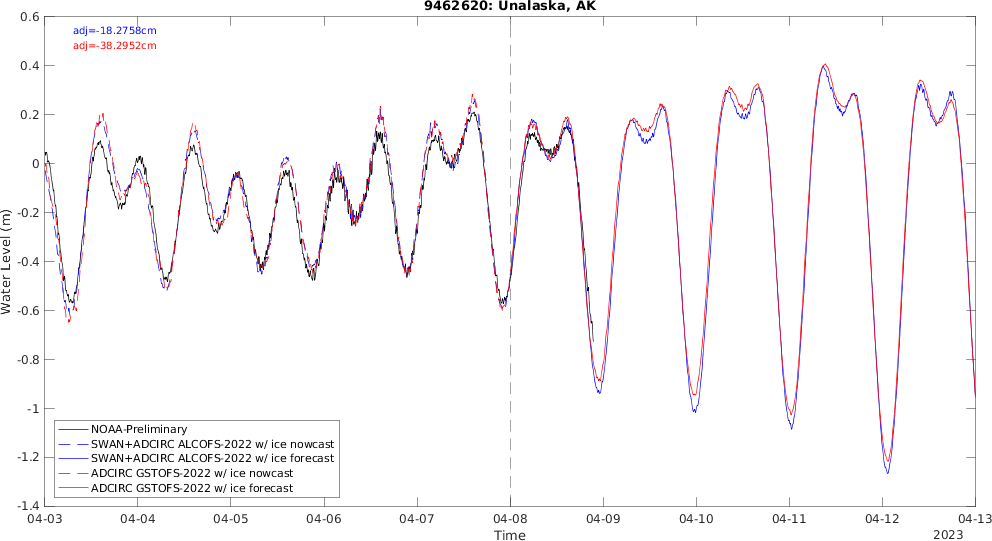 9462620: Unalaska, AK
adj=-18.2758cm
adj=-38.2952cm
0.6
0.4
0.2
0
-0.2
-0.4
-0.6
-0.8
-1
-1.2
-1.4
Water Level (m)
NOAA-Preliminary
SWAN+ADCIRC ALCOFS-2022 w/ ice nowcast
SWAN+ADCIRC ALCOFS-2022 w/ ice forecast
ADCIRC GSTOFS-2022 w/ ice nowcast
ADCIRC GSTOFS-2022 w/ ice forecast
04-03 04-04 04-05 04-06 04-07 04-08 04-09 04-10 04-11 04-12 04-13
Time
2023